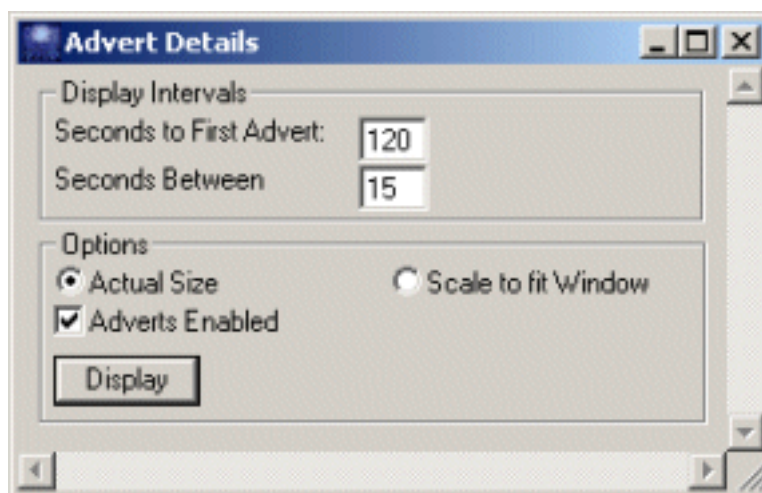 Advert Details
Display Intervals
Seconds to First Advert: 120
Seconds Between 15
Options
Actual Size Scale to fit Window
Adverts Enabled
Display